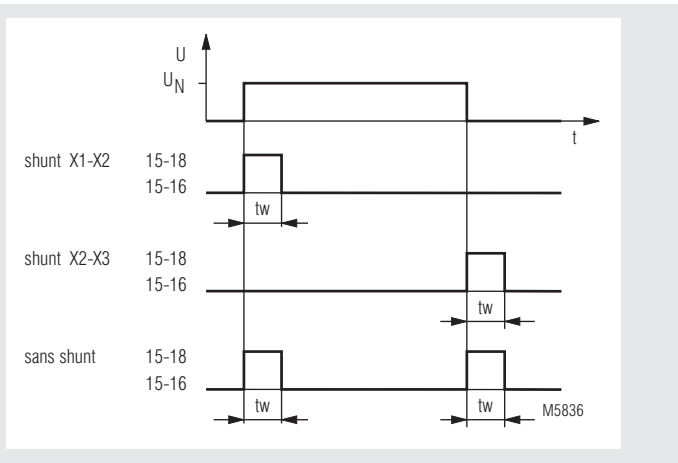 U
UN
t
shunt X1-X2 15-18
15-16
tw
shunt X2-X3 15-18
15-16
tw
sans shunt 15-18
15-16
tw tw M5836